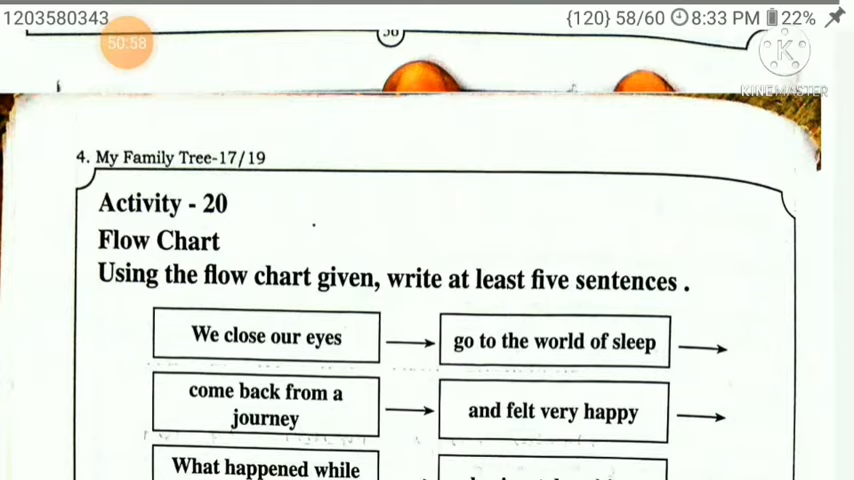 1203580343 {120} 58/60 8:33 PM 22%
50:58
K
KINEMASTER
4. My Family Tree-17/19
Activity - 20
Flow Chart
Using the flow chart given, write at least five sentences .
We close our eyes
go to the world of sleep
come back from a
journey
and felt very happy
What happened while